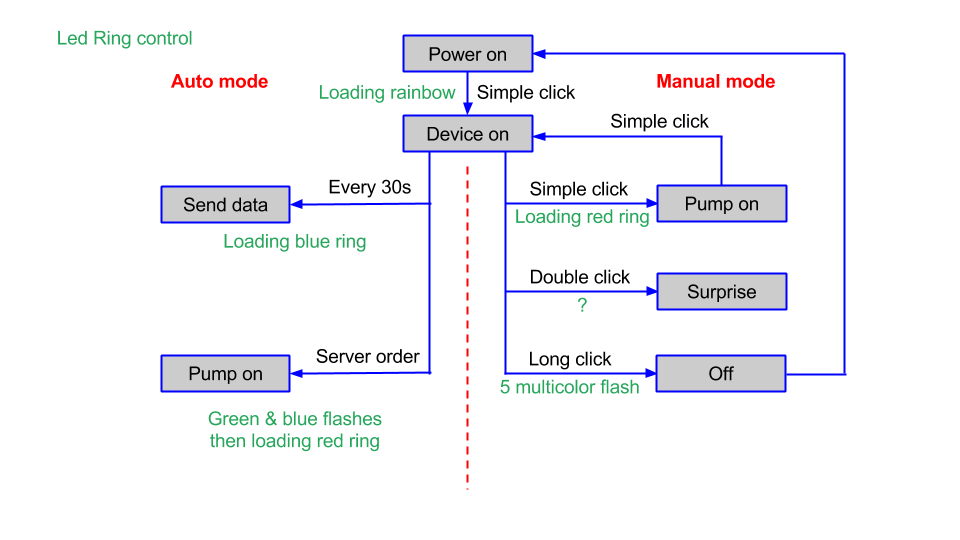 Led Ring control
Power on
Auto mode
Manual mode
Loading rainbow
Simple click
Simple click
Device on
Every 30s
Simple click
Send data
Pump on
Loading red ring
Loading blue ring
Double click
Surprise
?
Server order
Long click
Pump on
Off
5 multicolor flash
Green & blue flashes
then loading red ring